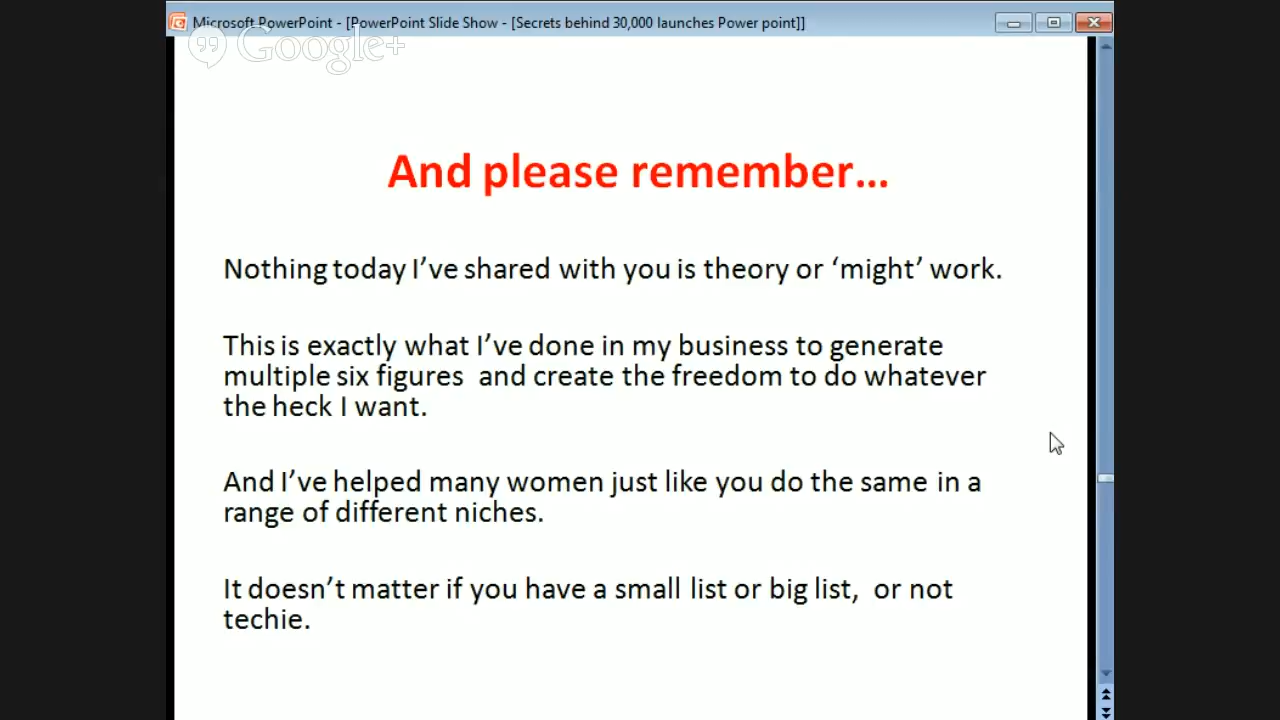 Microsoft PowerPoint - [PowerPoint Slide Show - [Secrets behind 30,000 launches Power point]]
Google+
And please remember...
Nothing today I’ve shared with you is theory or ‘might’ work.
This is exactly what I’ve done in my business to generate
multiple six figures  and create the freedom to do whatever
the heck I want.
And I’ve helped many women just like you do the same in a
range of different niches.
It doesn’t matter if you have a small list or big list,  or not
techie.